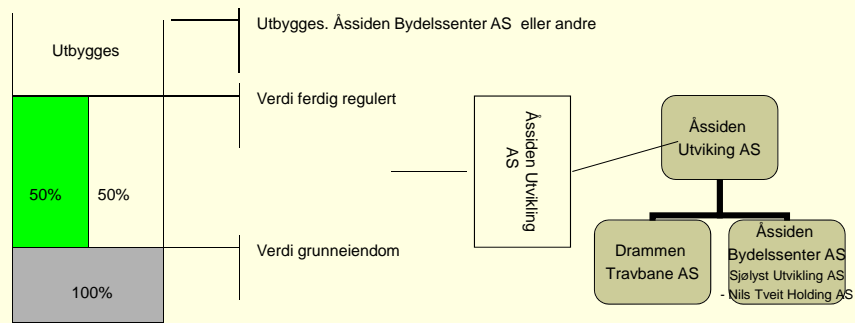 Utbygges. Åssiden Bydelssenter AS eller andre
Utbygges
Verdi ferdig regulert
50%
50%
Verdi grunneiendom
100%
Åssiden Utvikling
AS
Åssiden
Utviking AS
Drammen
Travbane AS
Åssiden
Bydelssenter AS
Sjølyst Utvikling AS
- Nils Tveit Holding AS